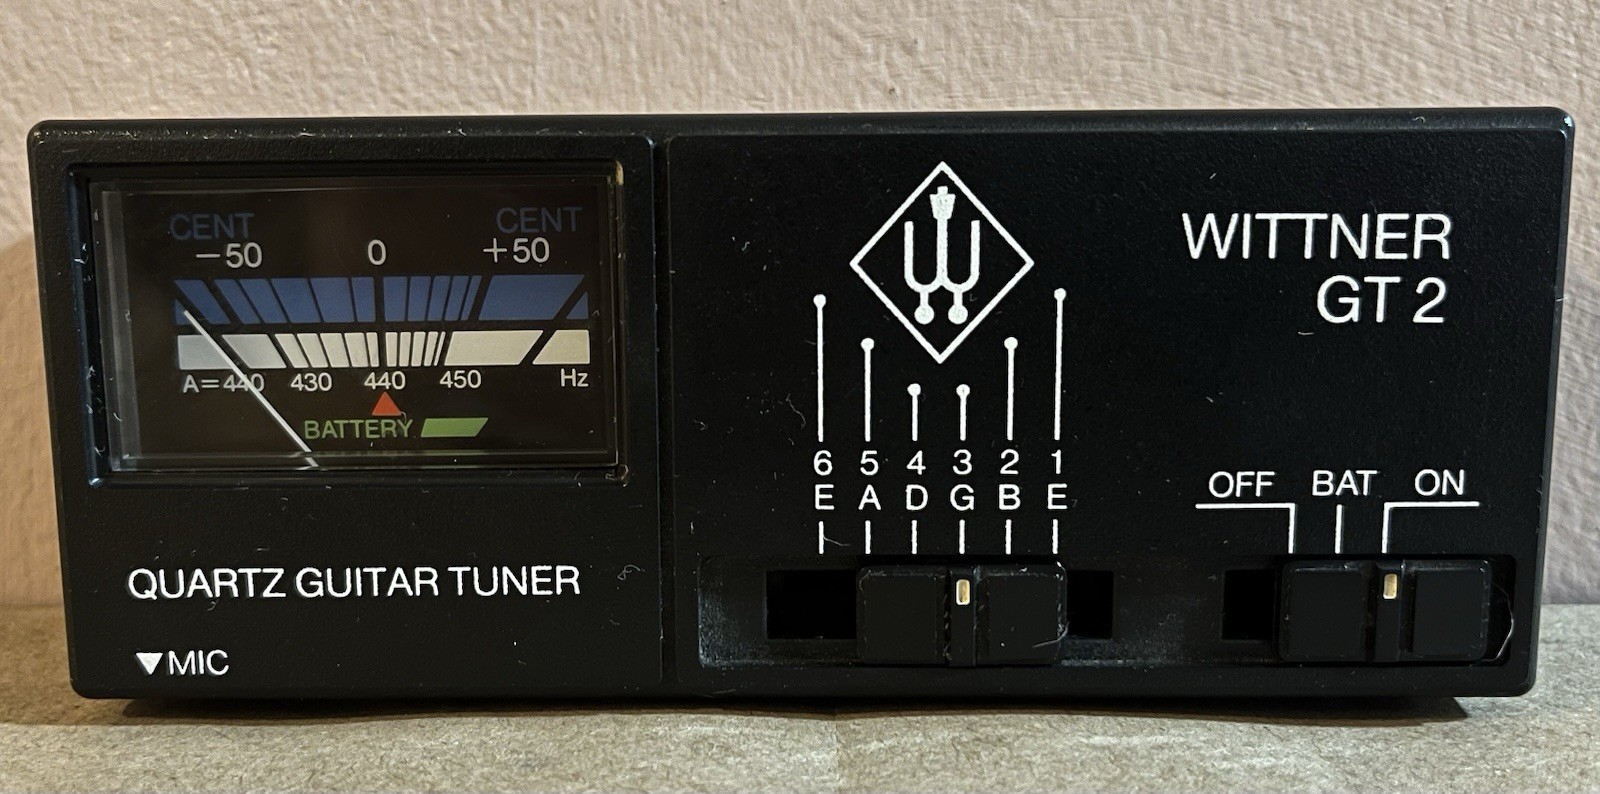 CENT CENT
−50 0 +50
A=440 430 440 450 Hz
BATTERY
QUARTZ GUITAR TUNER
▼MIC
6 5 4 3 2 1
E A D G B E
WITTNER
GT 2
OFF BAT ON